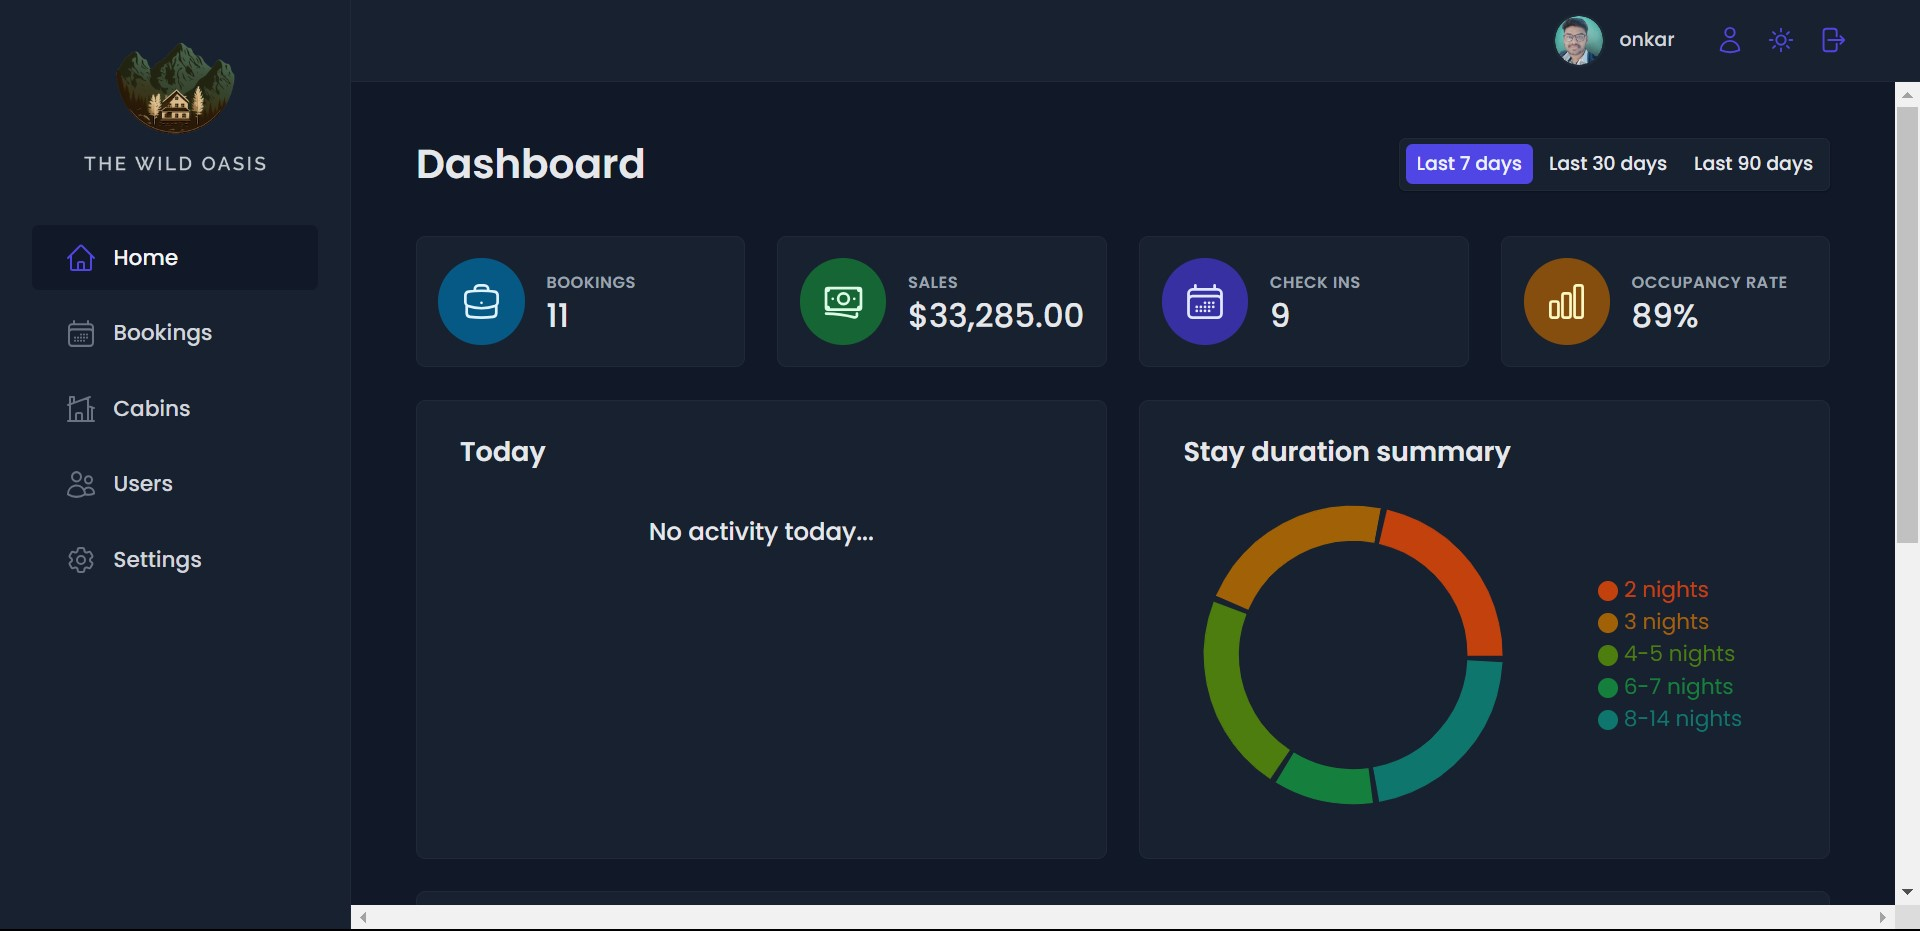 THE WILD OASIS
Home
Bookings
Cabins
Users
Settings
onkar
Dashboard
Last 7 days
Last 30 days
Last 90 days
BOOKINGS
11
SALES
$33,285.00
CHECK INS
9
OCCUPANCY RATE
89%
Today
No activity today...
Stay duration summary
2 nights
3 nights
4-5 nights
6-7 nights
8-14 nights